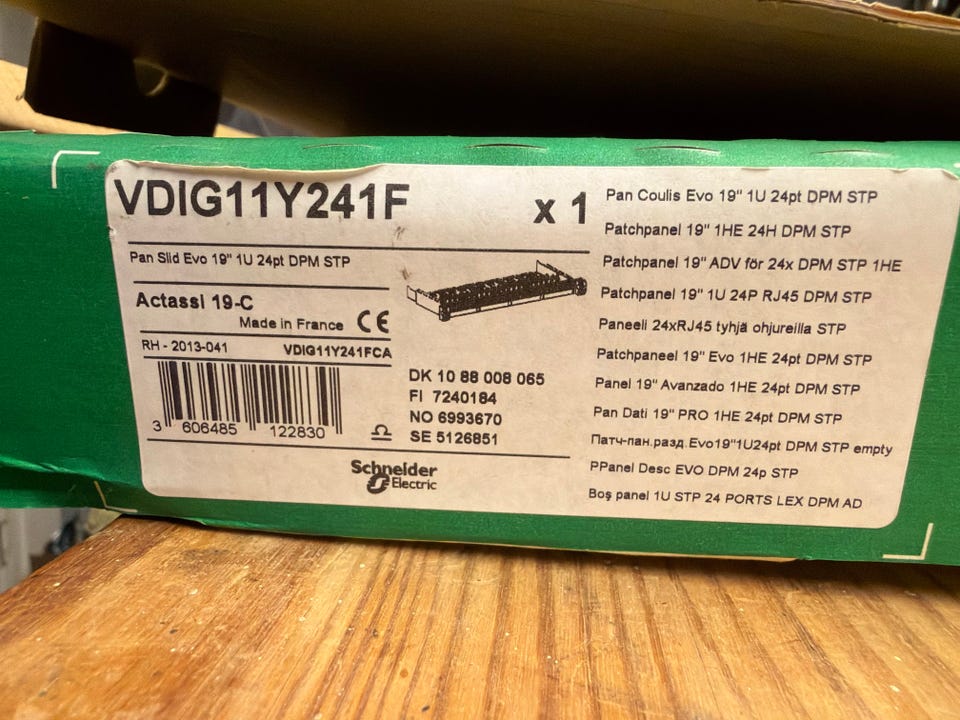 VDIG11Y241F
x 1
Pan Slid Evo 19" 1U 24pt DPM STP
Actassi 19-C
Made in France CE
RH - 2013-041 VDIG11Y241FCA
3 606485 122830
DK 10 88 008 065
FI 7240184
NO 6993670
SE 5126851
Schneider
Electric
Pan Coulis Evo 19" 1U 24pt DPM STP
Patchpanel 19" 1HE 24H DPM STP
Patchpanel 19" ADV för 24x DPM STP 1HE
Patchpanel 19" 1U 24P RJ45 DPM STP
Paneeli 24xRJ45 tyhjä ohjureilla STP
Patchpaneel 19" Evo 1HE 24pt DPM STP
Panel 19" Avanzado 1HE 24pt DPM STP
Pan Dati 19" PRO 1HE 24pt DPM STP
Патч-пан.разд.Evo19"1U24pt DPM STP empty
PPanel Desc EVO DPM 24p STP
Boş panel 1U STP 24 PORTS LEX DPM AD